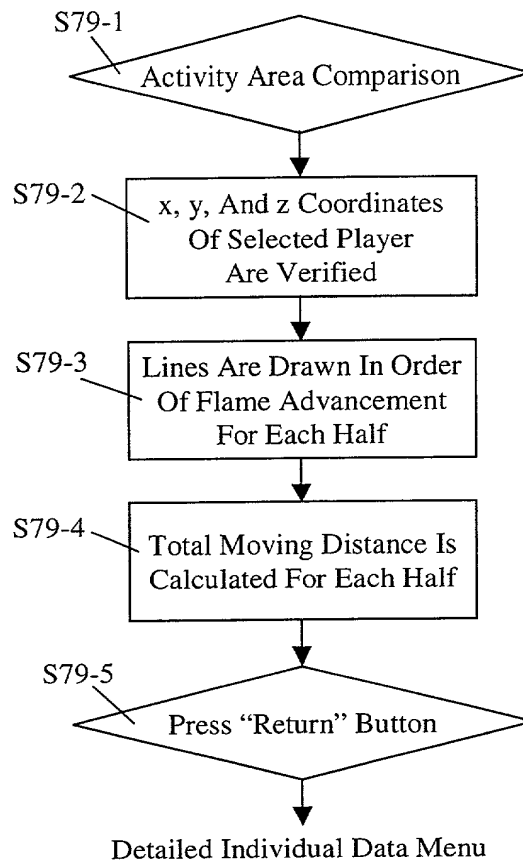 S79-1
Activity Area Comparison
S79-2
x, y, And z Coordinates
Of Selected Player
Are Verified
S79-3
Lines Are Drawn In Order
Of Flame Advancement
For Each Half
S79-4
Total Moving Distance Is
Calculated For Each Half
S79-5
Press “Return” Button
Detailed Individual Data Menu